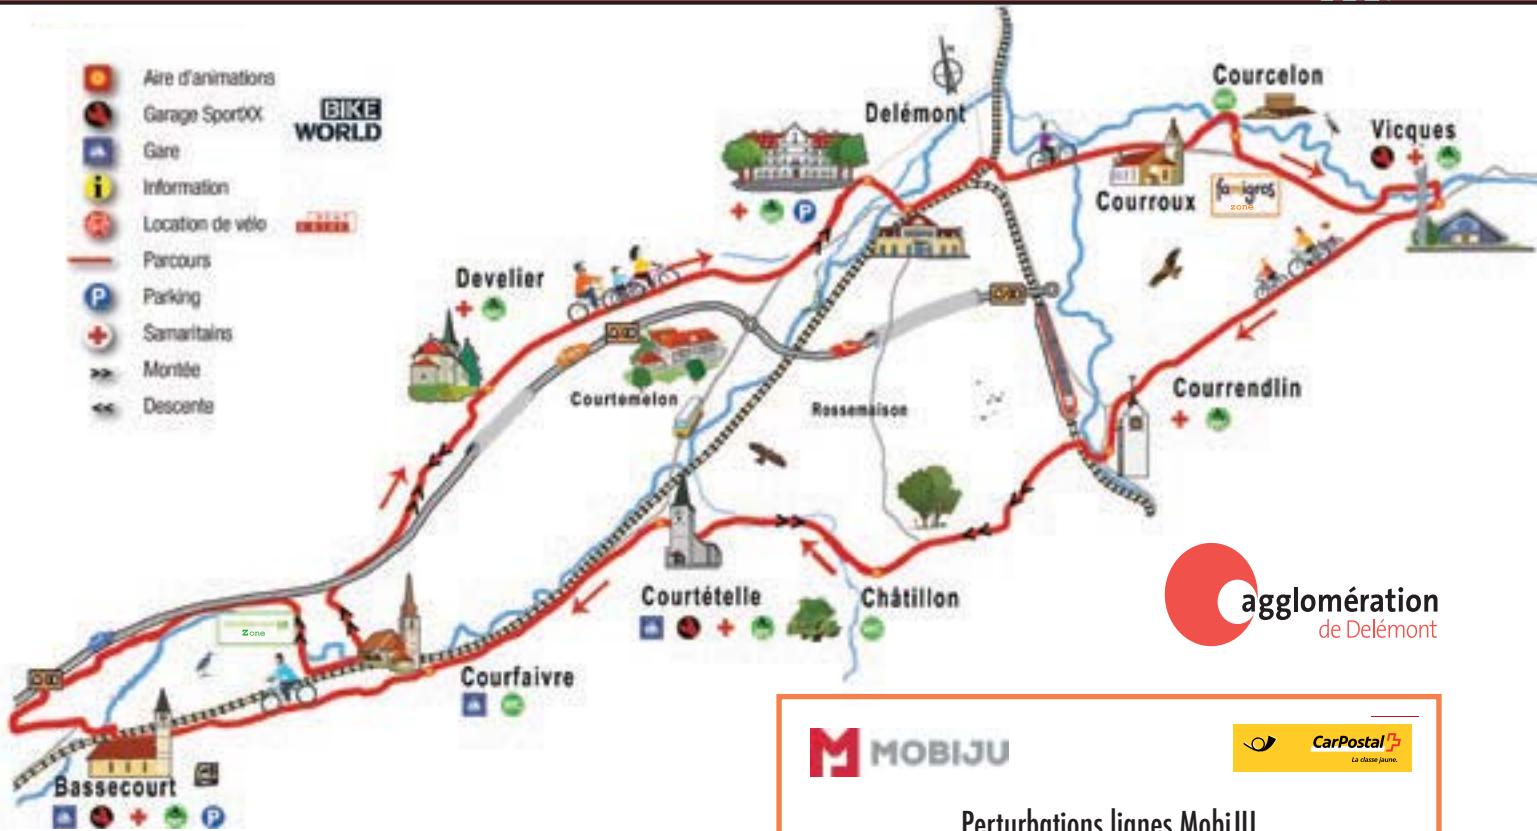 Aire d'animations
Garage SportXX
BIKE
WORLD
Gare
i
Information
Location de vélo
Parcours
P
Parking
Samaritains
Montée
Descente
Delémont
P
Courcelon
Vicques
Courroux
famigros
zone
Develier
Courtemelon
Rossemaison
Courrendlin
Courtételle
Châtillon
zone
Courfaivre
Bassecourt
P
agglomération
de Delémont
MOBIJU
CarPostal
La classe jaune.
Perturbations lignes MobiJU